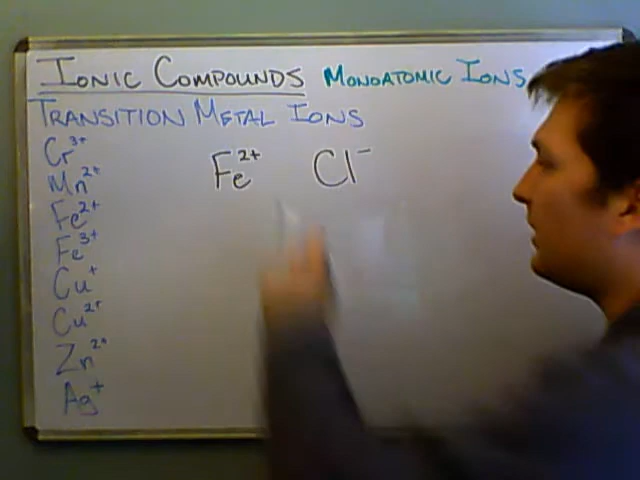 IONIC COMPOUNDS MONOATOMIC IONS
TRANSITION METAL IONS
Cr³⁺
Mn²⁺
Fe²⁺
Fe³⁺
Cu⁺
Cu²⁺
Zn²⁺
Ag⁺
Fe²⁺ Cl⁻